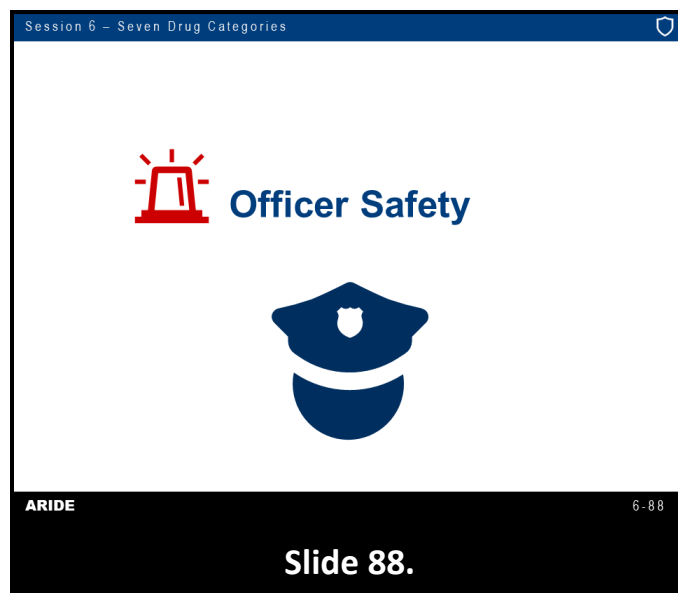 Session 6 – Seven Drug Categories
Officer Safety
ARIDE
6-88
Slide 88.